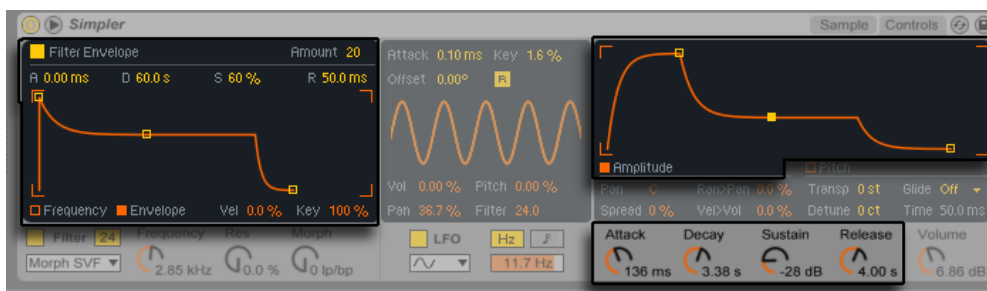 Simpler
Sample Controls
Filter Envelope Amount 20
A 0.00 ms D 60.0 s S 60 % R 50.0 ms
Frequency Envelope Vel 0.0 % Key 100 %
Filter 24 Frequency Res Morph
Morph SVF 2.85 kHz 0.0 % 0 lp/bp
Attack 0.10 ms Key 1.6 %
Offset 0.00° R
Vol 0.00 % Pitch 0.00 %
Pan 36.7 % Filter 24.0
LFO Hz
11.7 Hz
Amplitude Pitch
Pan C Ran>Pan 0.0 % Transp 0 st Glide Off
Spread 0 % Vel>Vol 0.0 % Detune 0 ct Time 50.0 ms
Attack Decay Sustain Release Volume
136 ms 3.38 s -28 dB 4.00 s 6.86 dB